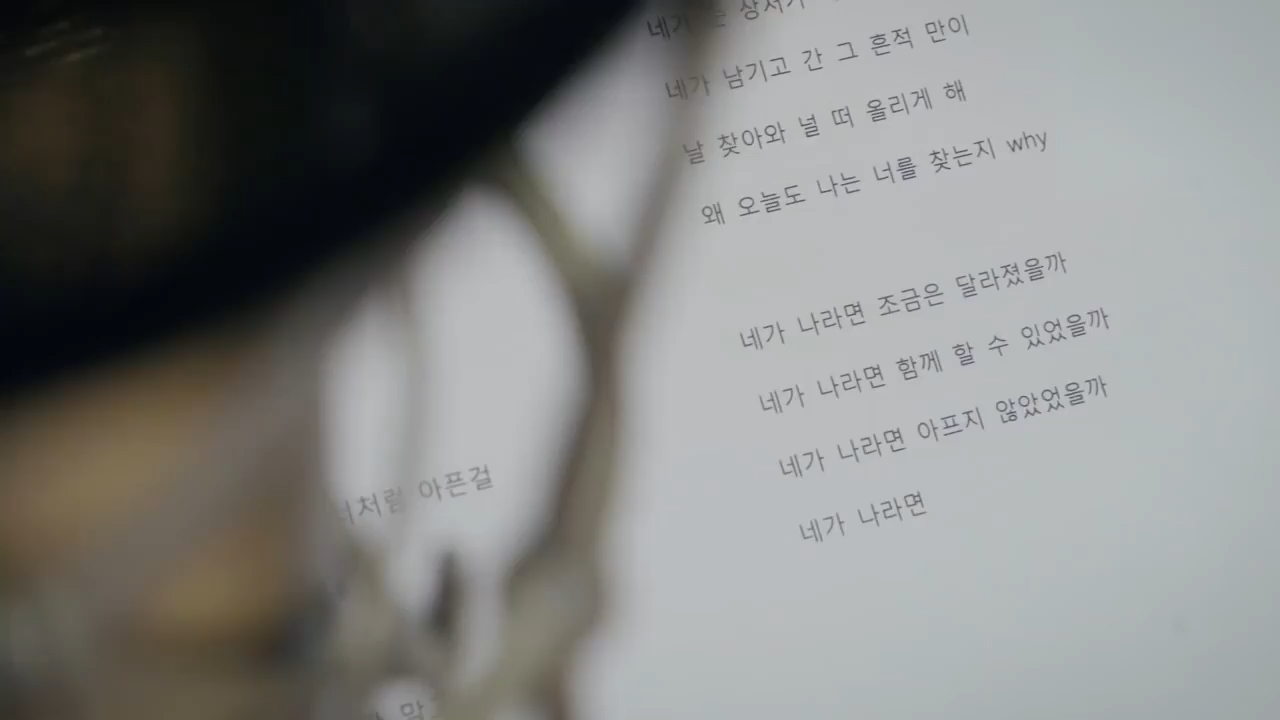 네가
네가 남기고 간 그 흔적 만이
날 찾아와 널 떠 올리게 해
왜 오늘도 나는 너를 찾는지 why
네가 나라면 조금은 달라졌을까
네가 나라면 함께 할 수 있었을까
네가 나라면 아프지 않았었을까
네가 나라면
아픈걸